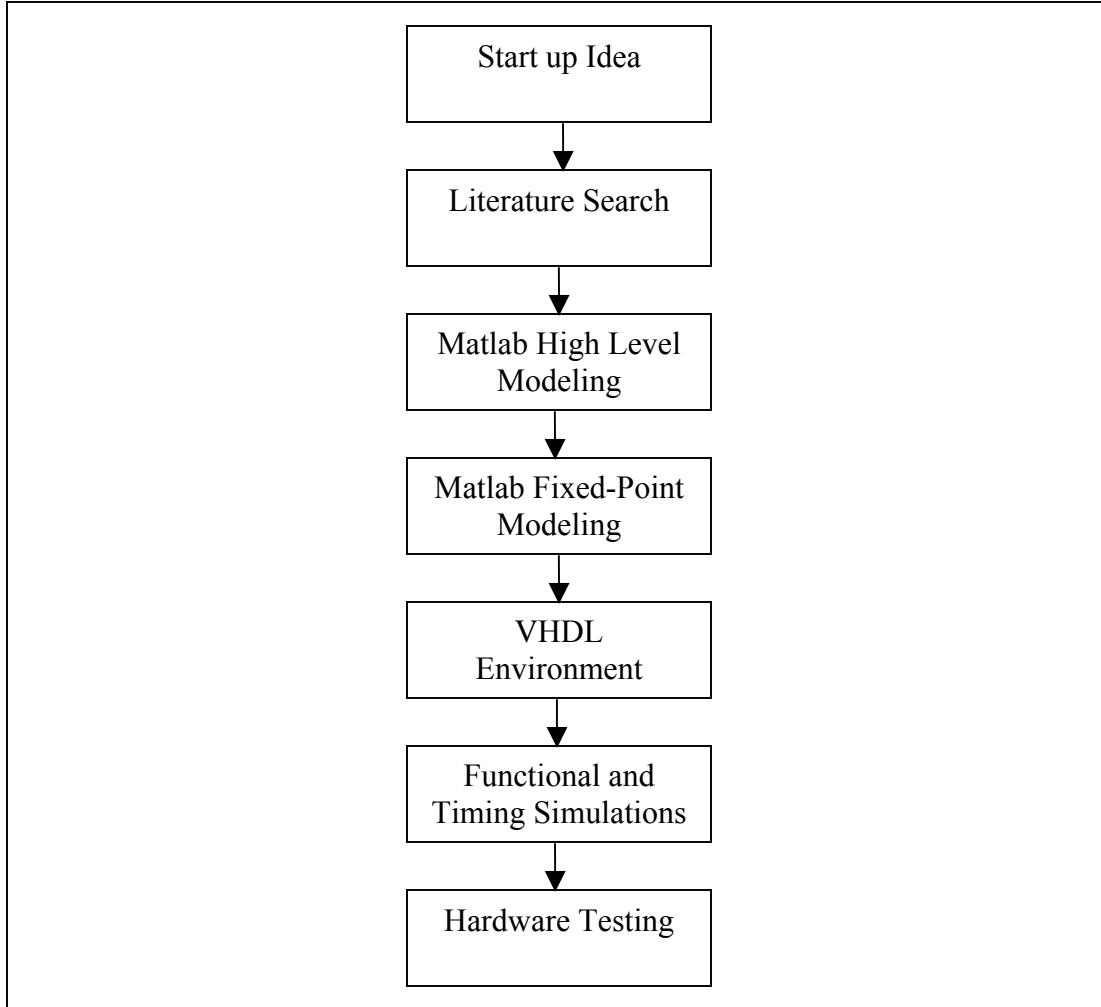 Start up Idea
Literature Search
Matlab High Level
Modeling
Matlab Fixed-Point
Modeling
VHDL
Environment
Functional and
Timing Simulations
Hardware Testing